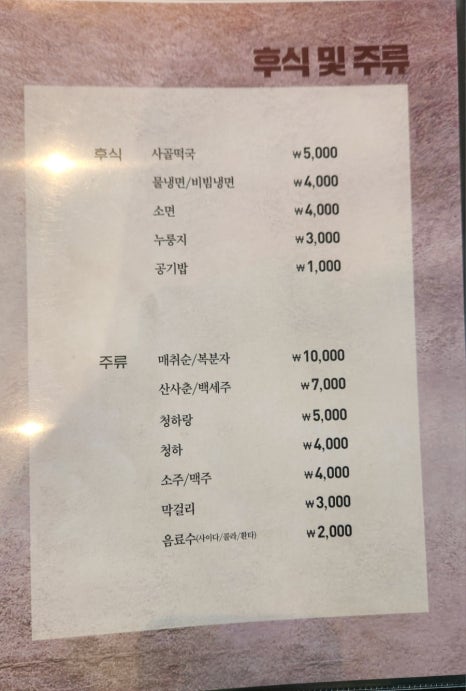 후식 및 주류
후식 사골떡국 ₩5,000
물냉면/비빔냉면 ₩4,000
소면 ₩4,000
누룽지 ₩3,000
공기밥 ₩1,000
주류 매취순/복분자 ₩10,000
산사춘/백세주 ₩7,000
청하랑 ₩5,000
청하 ₩4,000
소주/맥주 ₩4,000
막걸리 ₩3,000
음료수(사이다/콜라/환타) ₩2,000